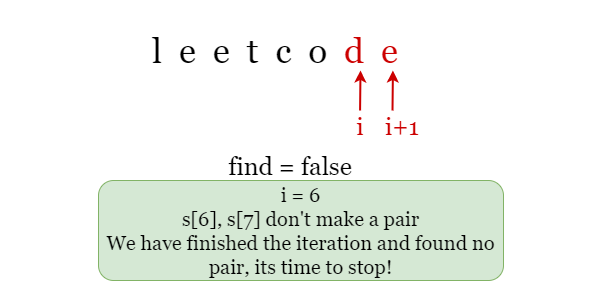 l e e t c o d e
i i+1
find = false
i = 6
s[6], s[7] don't make a pair
We have finished the iteration and found no
pair, its time to stop!